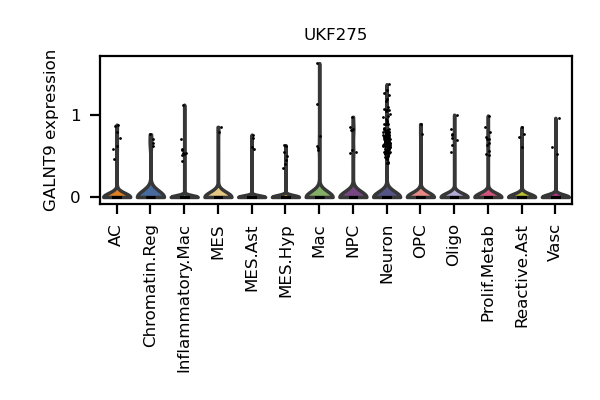 UKF275
GALNT9 expression
1
0
AC
Chromatin.Reg
Inflammatory.Mac
MES
MES.Ast
MES.Hyp
Mac
NPC
Neuron
OPC
Oligo
Prolif.Metab
Reactive.Ast
Vasc